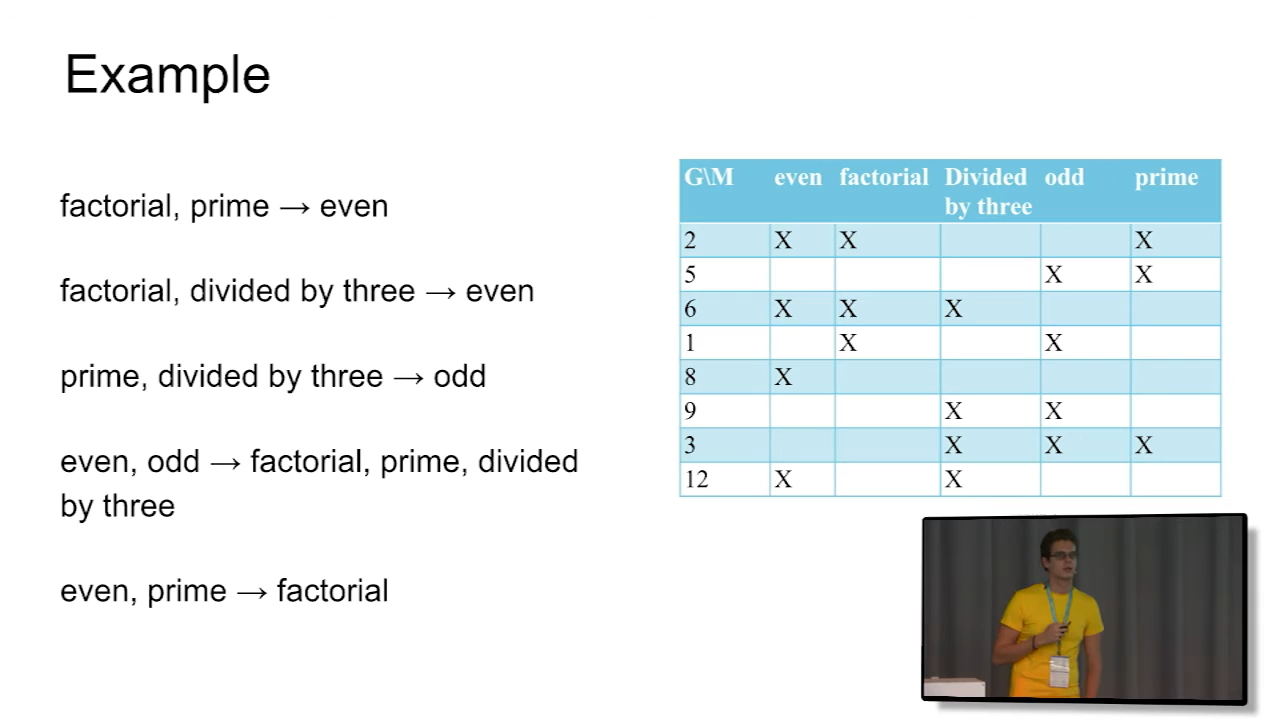 Example
factorial, prime → even
factorial, divided by three → even
prime, divided by three → odd
even, odd → factorial, prime, divided
by three
even, prime → factorial
G\M even factorial Divided by three odd prime
2 X X X
5 X X
6 X X X
1 X X
8 X
9 X X
3 X X X
12 X X